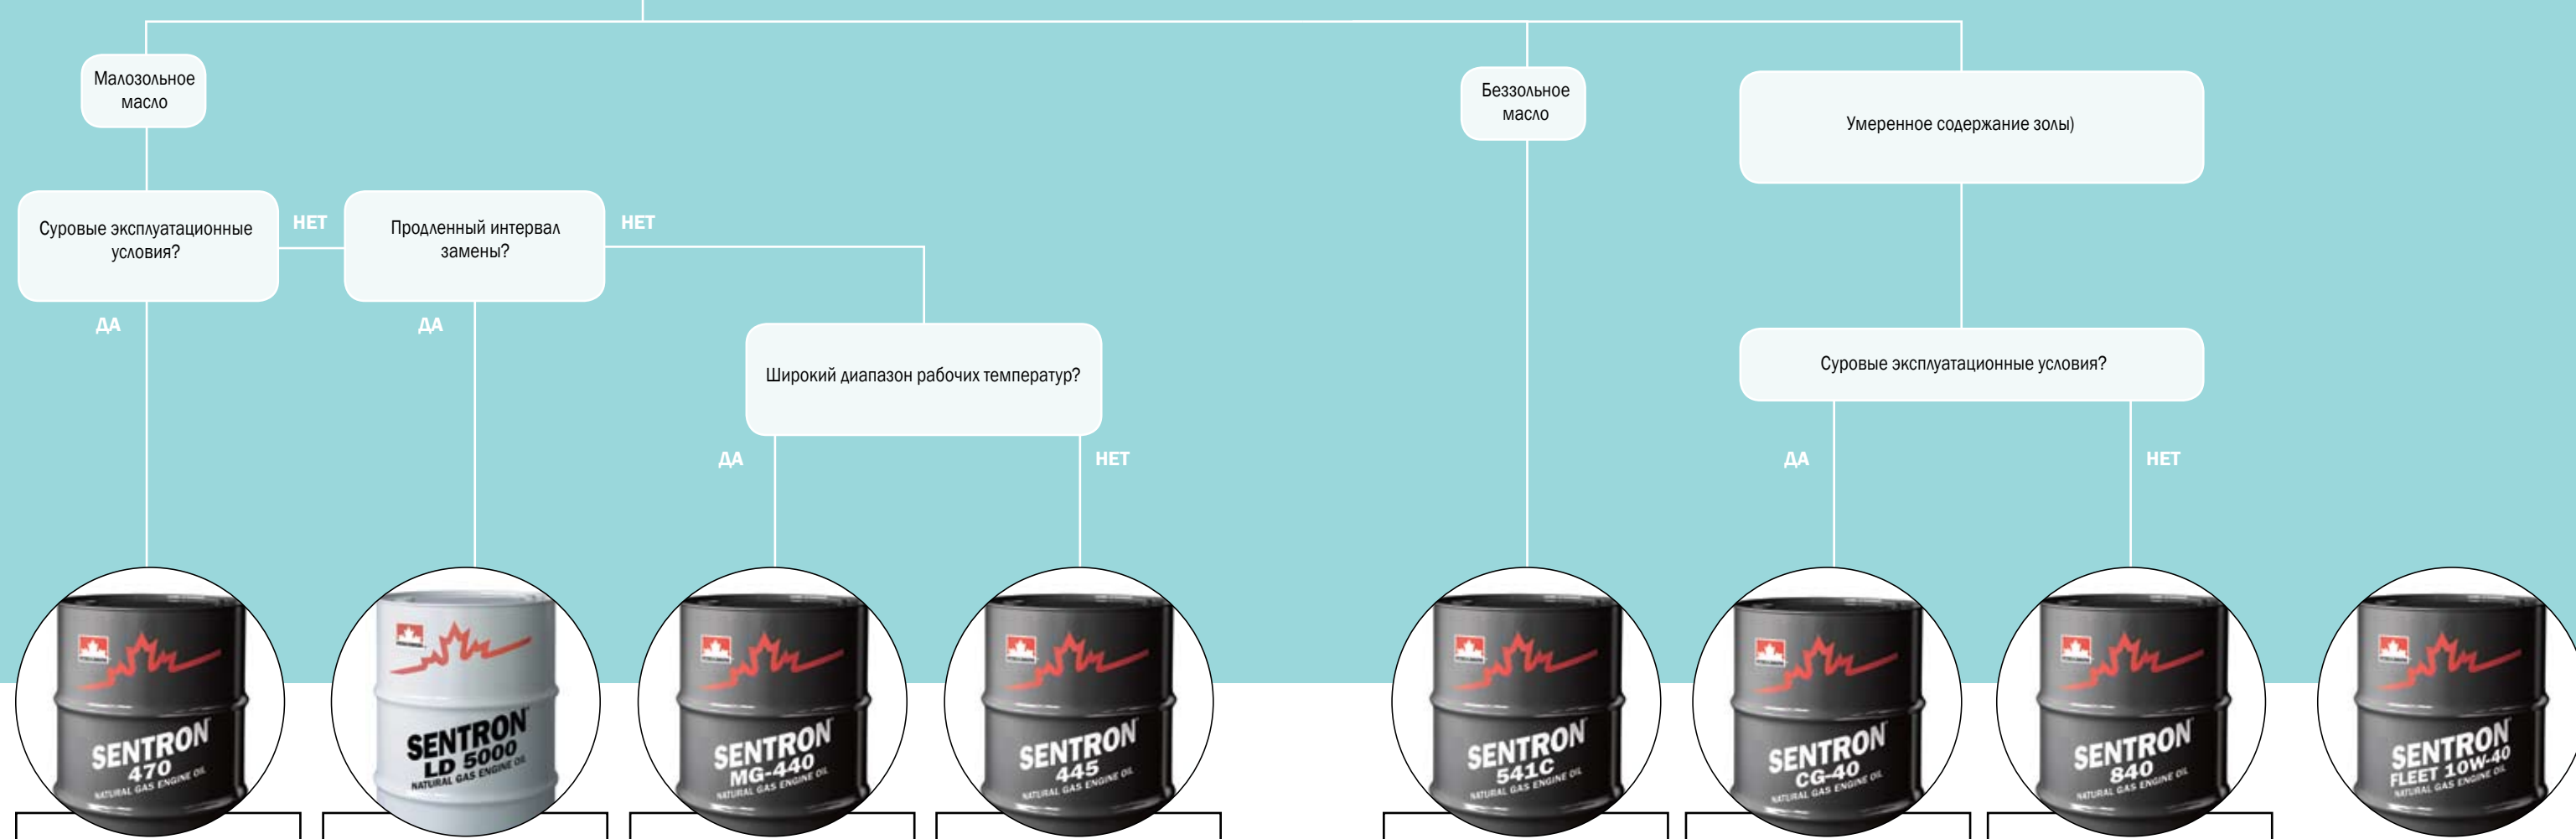 Малозольное
масло
Беззольное
масло
Умеренное содержание золы)
Суровые эксплуатационные
условия?
НЕТ
Продленный интервал
замены?
НЕТ
ДА
ДА
Широкий диапазон рабочих температур?
Суровые эксплуатационные условия?
ДА
НЕТ
ДА
НЕТ
SENTRON
470
NATURAL GAS ENGINE OIL
SENTRON
LD 5000
NATURAL GAS ENGINE OIL
SENTRON
MG-440
NATURAL GAS ENGINE OIL
SENTRON
445
NATURAL GAS ENGINE OIL
SENTRON
541C
NATURAL GAS ENGINE OIL
SENTRON
CG-40
NATURAL GAS ENGINE OIL
SENTRON
840
NATURAL GAS ENGINE OIL
SENTRON
FLEET 10W-40
NATURAL GAS ENGINE OIL